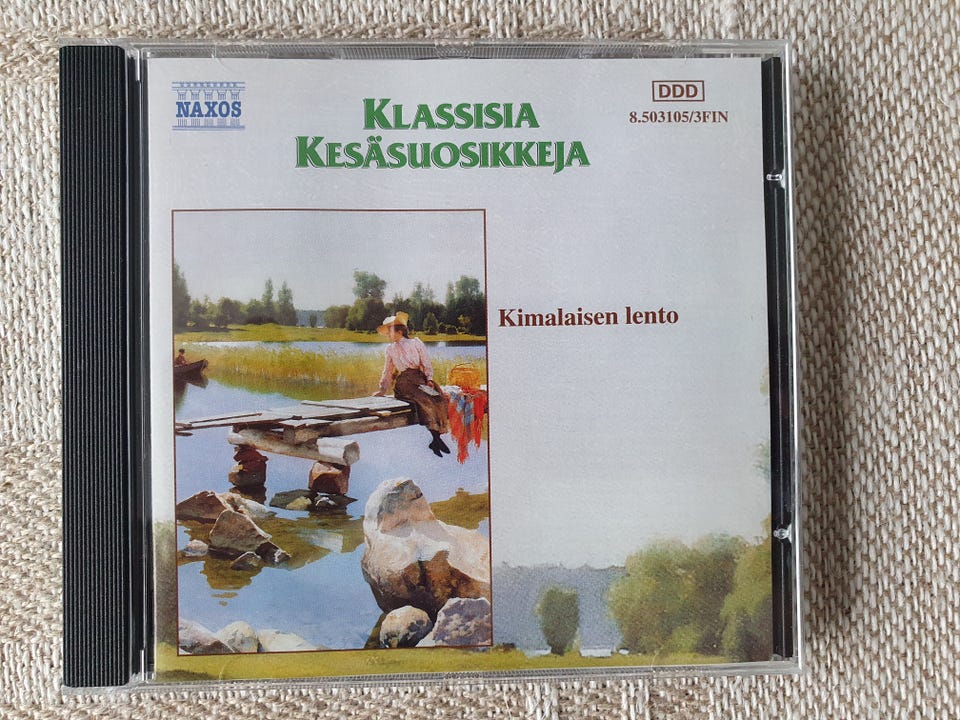 NAXOS
KLASSISIA
KESÄSUOSIKKEJA
DDD
8.503105/3FIN
Kimalaisen lento